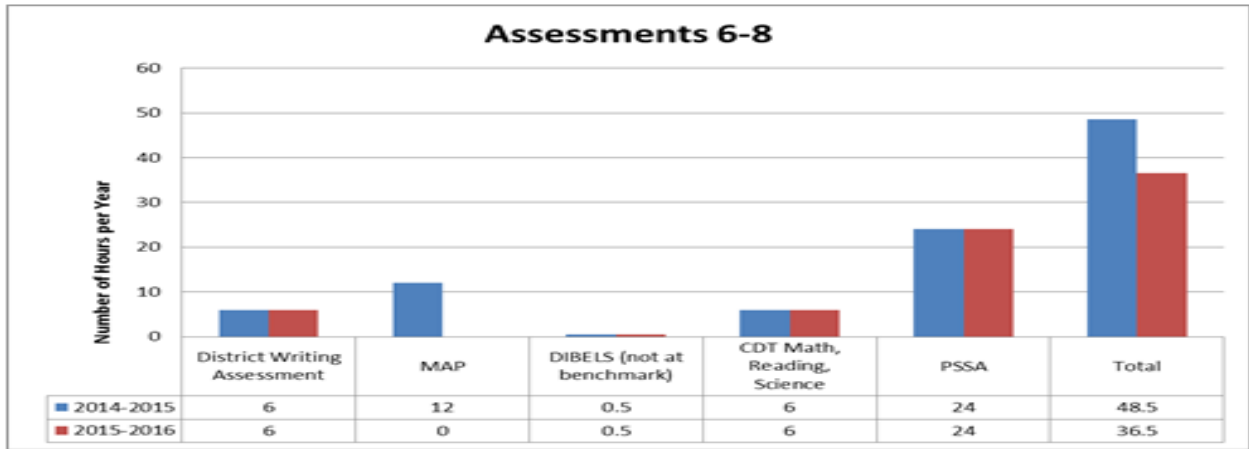 Assessments 6-8
Number of Hours per Year
60
50
40
30
20
10
0
District Writing
Assessment
MAP
DIBELS (not at
benchmark)
CDT Math,
Reading,
Science
PSSA
Total
2014-2015 6 12 0.5 6 24 48.5
2015-2016 6 0 0.5 6 24 36.5